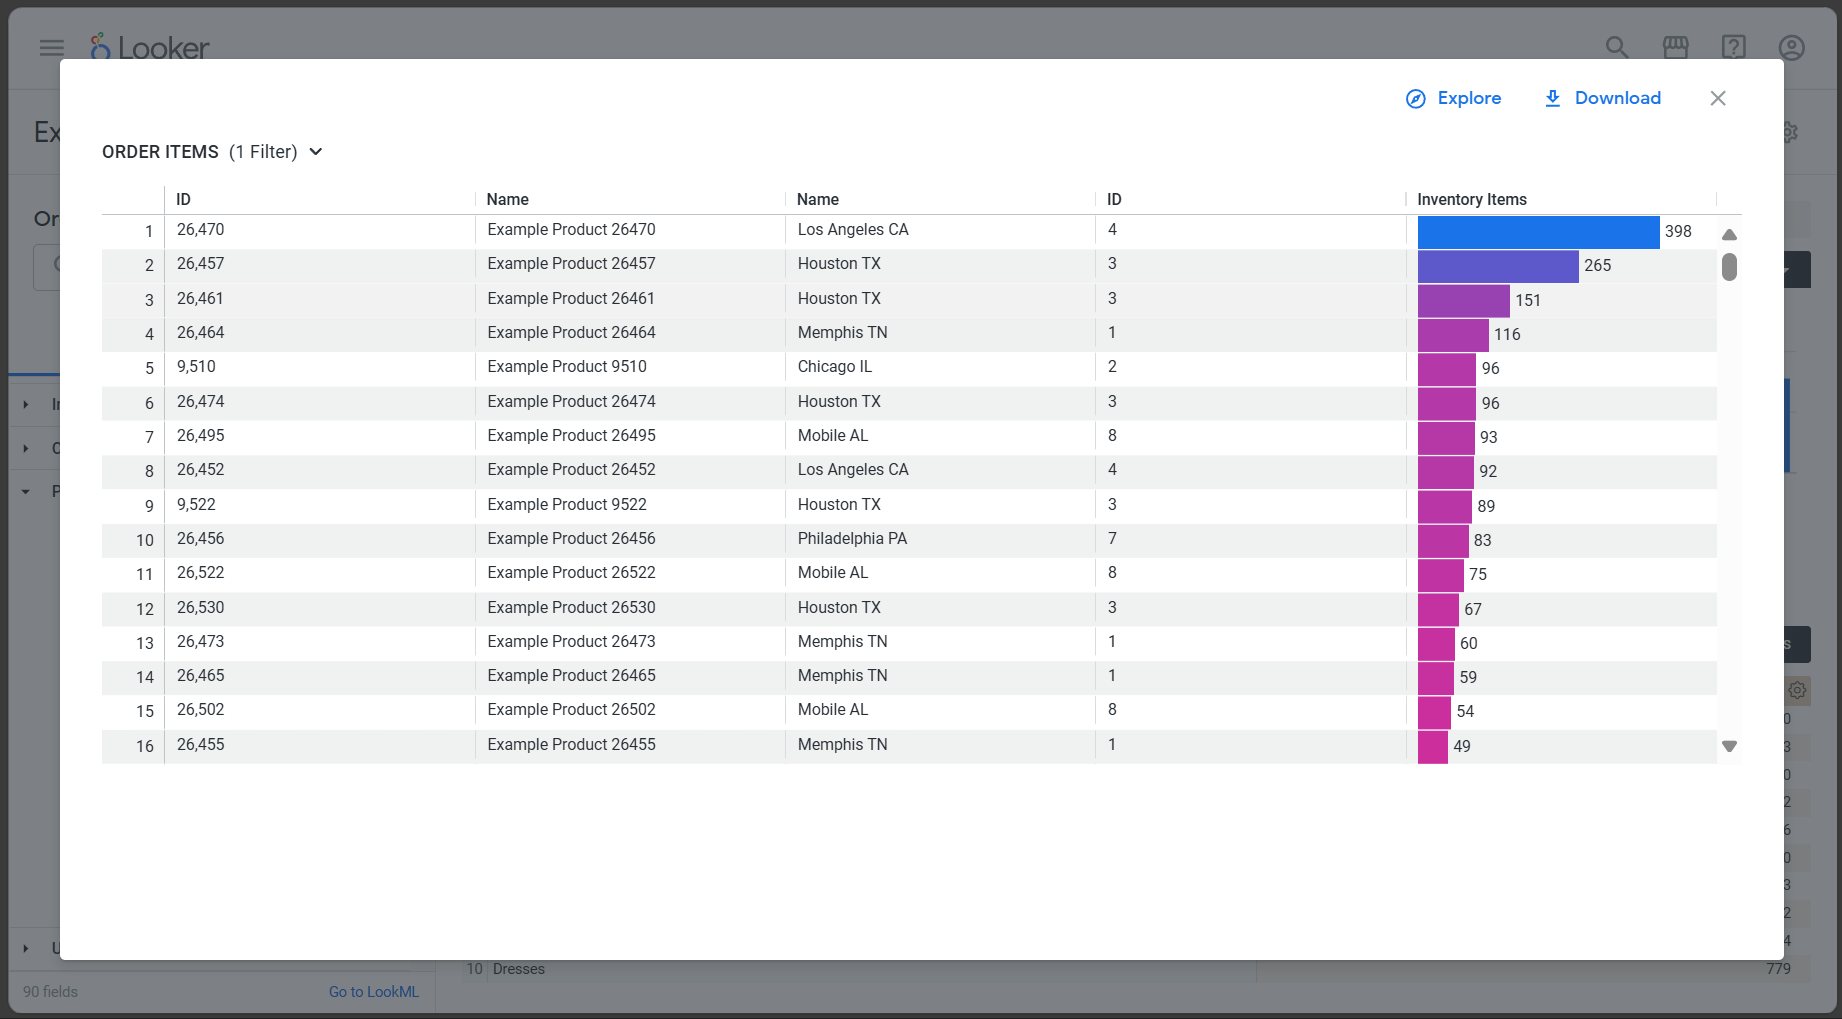 Looker
Explore Download
Ex
ORDER ITEMS (1 Filter)
Or
ID Name Name ID Inventory Items
1 26,470 Example Product 26470 Los Angeles CA 4 398
2 26,457 Example Product 26457 Houston TX 3 265
3 26,461 Example Product 26461 Houston TX 3 151
4 26,464 Example Product 26464 Memphis TN 1 116
5 9,510 Example Product 9510 Chicago IL 2 96
6 26,474 Example Product 26474 Houston TX 3 96
7 26,495 Example Product 26495 Mobile AL 8 93
8 26,452 Example Product 26452 Los Angeles CA 4 92
9 9,522 Example Product 9522 Houston TX 3 89
10 26,456 Example Product 26456 Philadelphia PA 7 83
11 26,522 Example Product 26522 Mobile AL 8 75
12 26,530 Example Product 26530 Houston TX 3 67
13 26,473 Example Product 26473 Memphis TN 1 60
14 26,465 Example Product 26465 Memphis TN 1 59
15 26,502 Example Product 26502 Mobile AL 8 54
16 26,455 Example Product 26455 Memphis TN 1 49
10 Dresses 779
90 fields Go to LookML